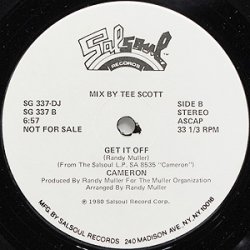 Salsoul
RECORDS
MIX BY TEE SCOTT
SG 337-DJ
SG 337 B
6:57
NOT FOR SALE
SIDE B
STEREO
ASCAP
33 1/3 RPM
GET IT OFF
(Randy Muller)
(From The Salsoul L.P. SA 8535 "Cameron")
CAMERON
Produced By Randy Muller For The Muller Organization
Arranged By Randy Muller
℗ 1980 Salsoul Record Corp.
MFG. BY SALSOUL RECORDS 240 MADISON AVE. N.Y., N.Y. 10016